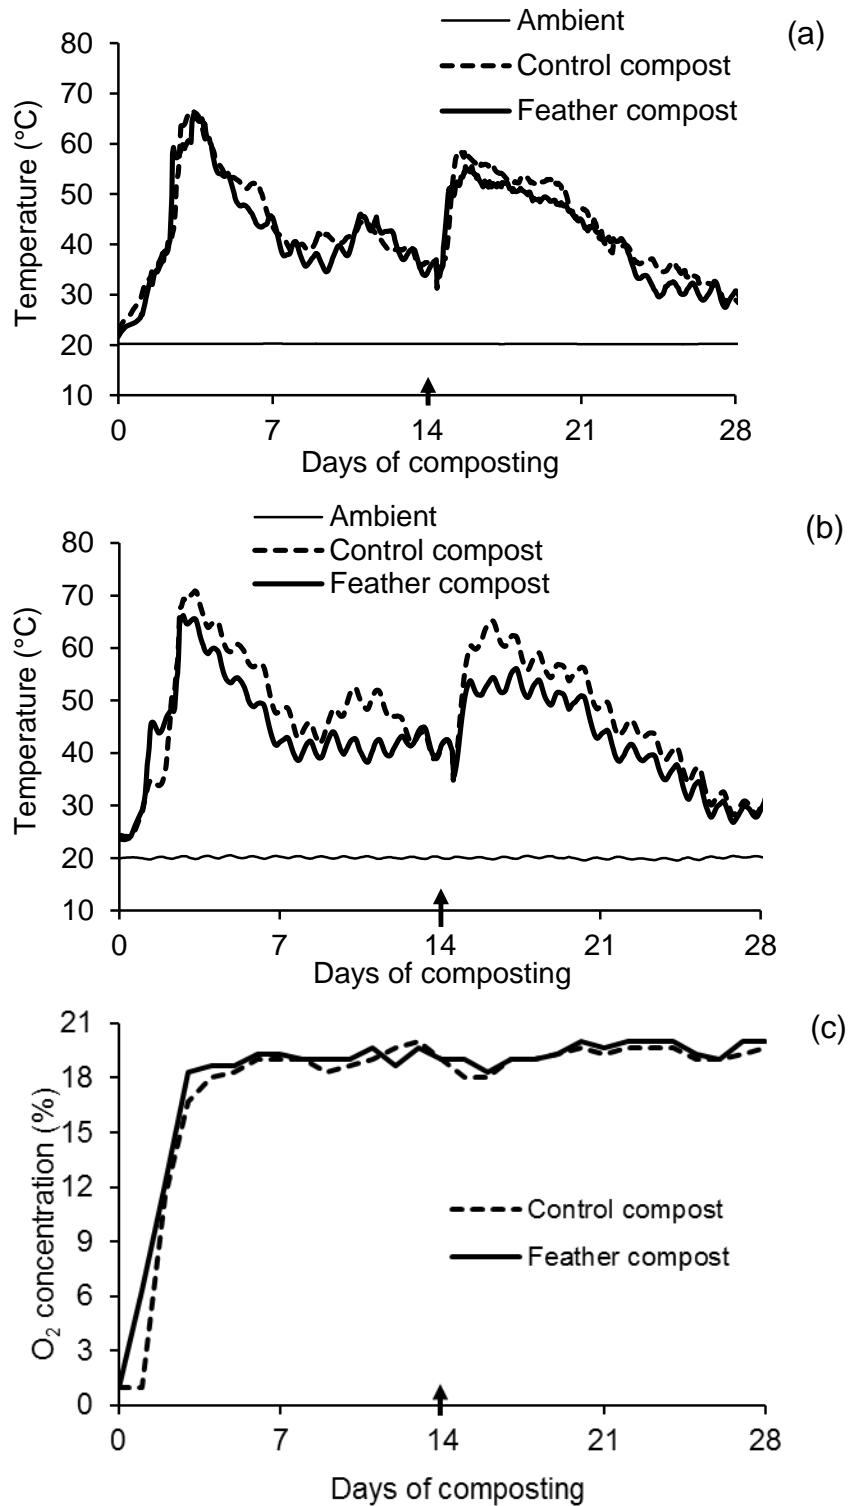 Ambient
(a)
Control compost
Feather compost
80
70
60
50
40
30
20
10
Temperature (°C)
0 7 14 21 28
Days of composting
Ambient
(b)
Control compost
Feather compost
80
70
60
50
40
30
20
10
Temperature (°C)
0 7 14 21 28
Days of composting
(c)
21
18
15
12
9
6
3
0
O₂ concentration (%)
Control compost
Feather compost
0 7 14 21 28
Days of composting